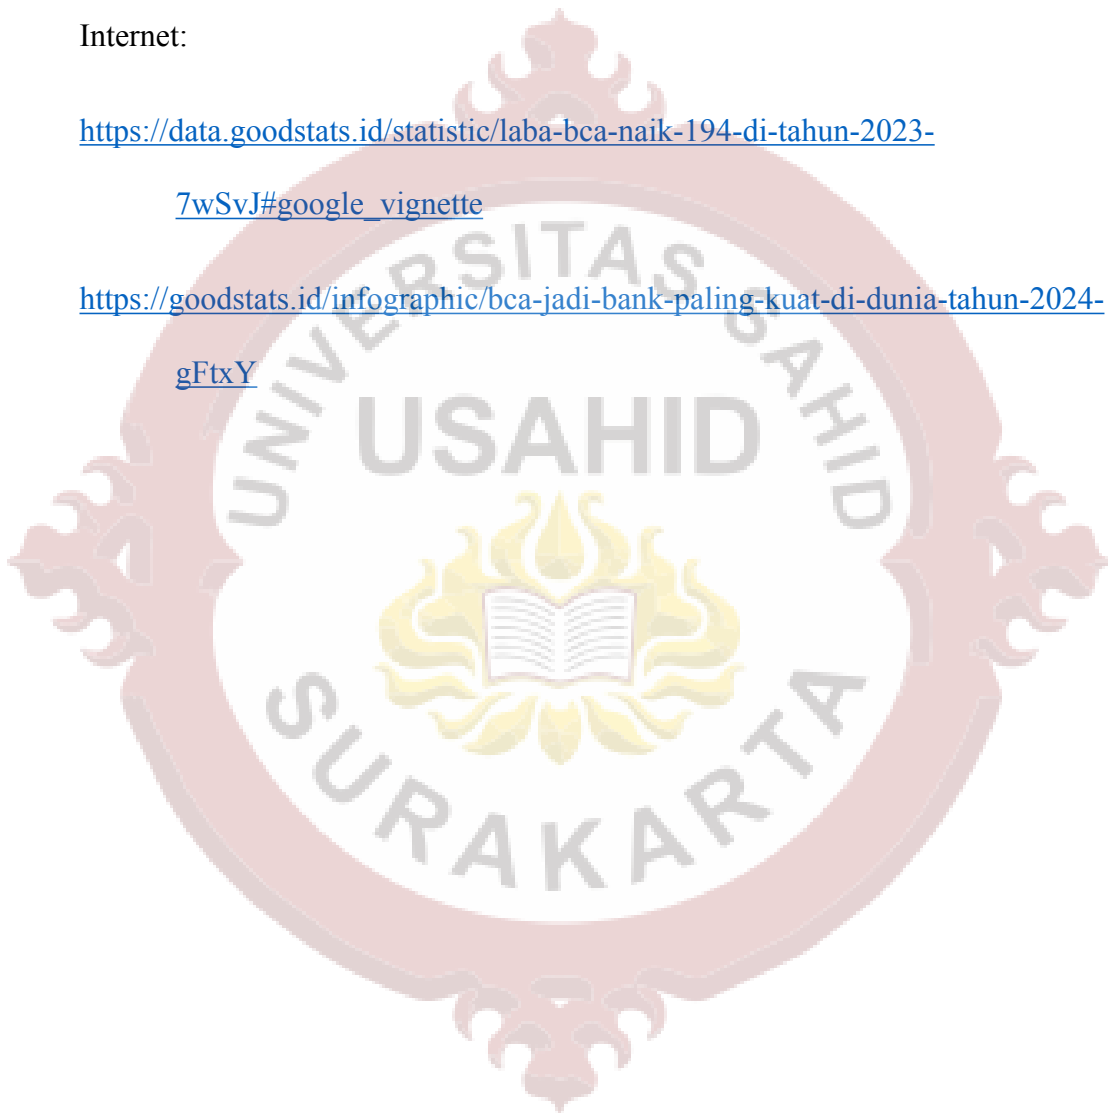 Internet:
https://data.goodstats.id/statistic/laba-bca-naik-194-di-tahun-2023-
7wSvJ#google_vignette
https://goodstats.id/infographic/bca-jadi-bank-paling-kuat-di-dunia-tahun-2024-
gFtxY
UNIVERSITAS SAHID
USAHID
SURAKARTA